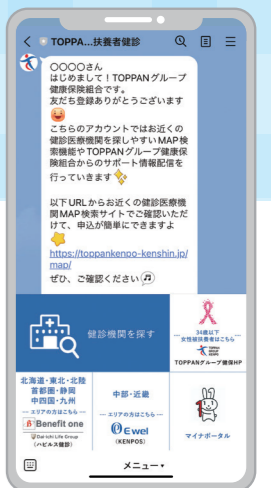 TOPPA...扶養者健診
〇〇〇〇さん
はじめまして！TOPPANグループ
健康保険組合です。
友だち登録ありがとうございます
こちらのアカウントではお近く
の健診医療機関を探しやすいMAP検
索機能やTOPPANグループ健康保
険組合からのサポート情報配信を
行っていきます
以下URLからお近くの健診医療機
関MAP検索サイトでご確認いただ
けて、申込が簡単にできますよ
https://toppankenpo-kenshin.jp/
map/
ぜひ、ご確認ください
健診機関を探す
34歳以下
女性被扶養者はこちら
TOPPANグループ健保HP
北海道・東北・北陸
首都圏・静岡
中四国・九州
エリアの方はこちら
Benefit one
Dai-ichi Life Group
（ハピルス健診）
中部・近畿
エリアの方はこちら
Ewel
（KENPOS）
マイナポータル
メニュー▾